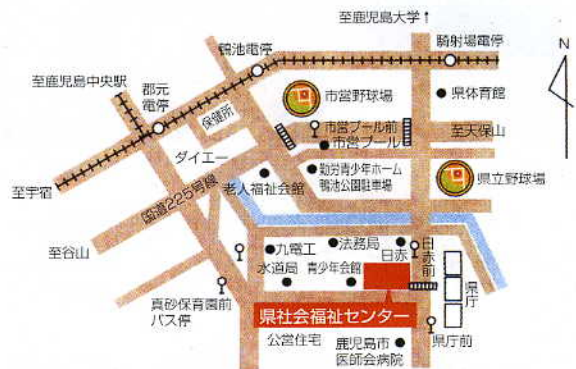 至鹿児島大学↑
鴨池電停
騎射場電停
N
至鹿児島中央駅
郡元
電停
保健所
市営野球場
県体育館
市営プール前
市営プール
至天保山
ダイエー
勤労青少年ホーム
鴨池公園駐車場
県立野球場
老人福祉会館
至宇宿
国道225号線
至谷山
九電工
法務局
日赤
日赤前
水道局
青少年会館
県庁
真砂保育園前
バス停
県社会福祉センター
公営住宅
鹿児島市
医師会病院
県庁前